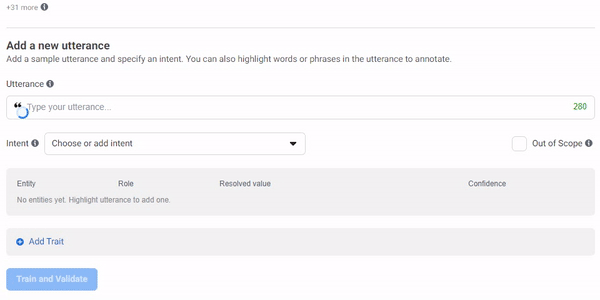 +31 more
Add a new utterance
Add a sample utterance and specify an intent. You can also highlight words or phrases in the utterance to annotate.
Utterance
❝ Type your utterance... 280
Intent Choose or add intent Out of Scope
Entity Role Resolved value Confidence
No entities yet. Highlight utterance to add one.
Add Trait
Train and Validate